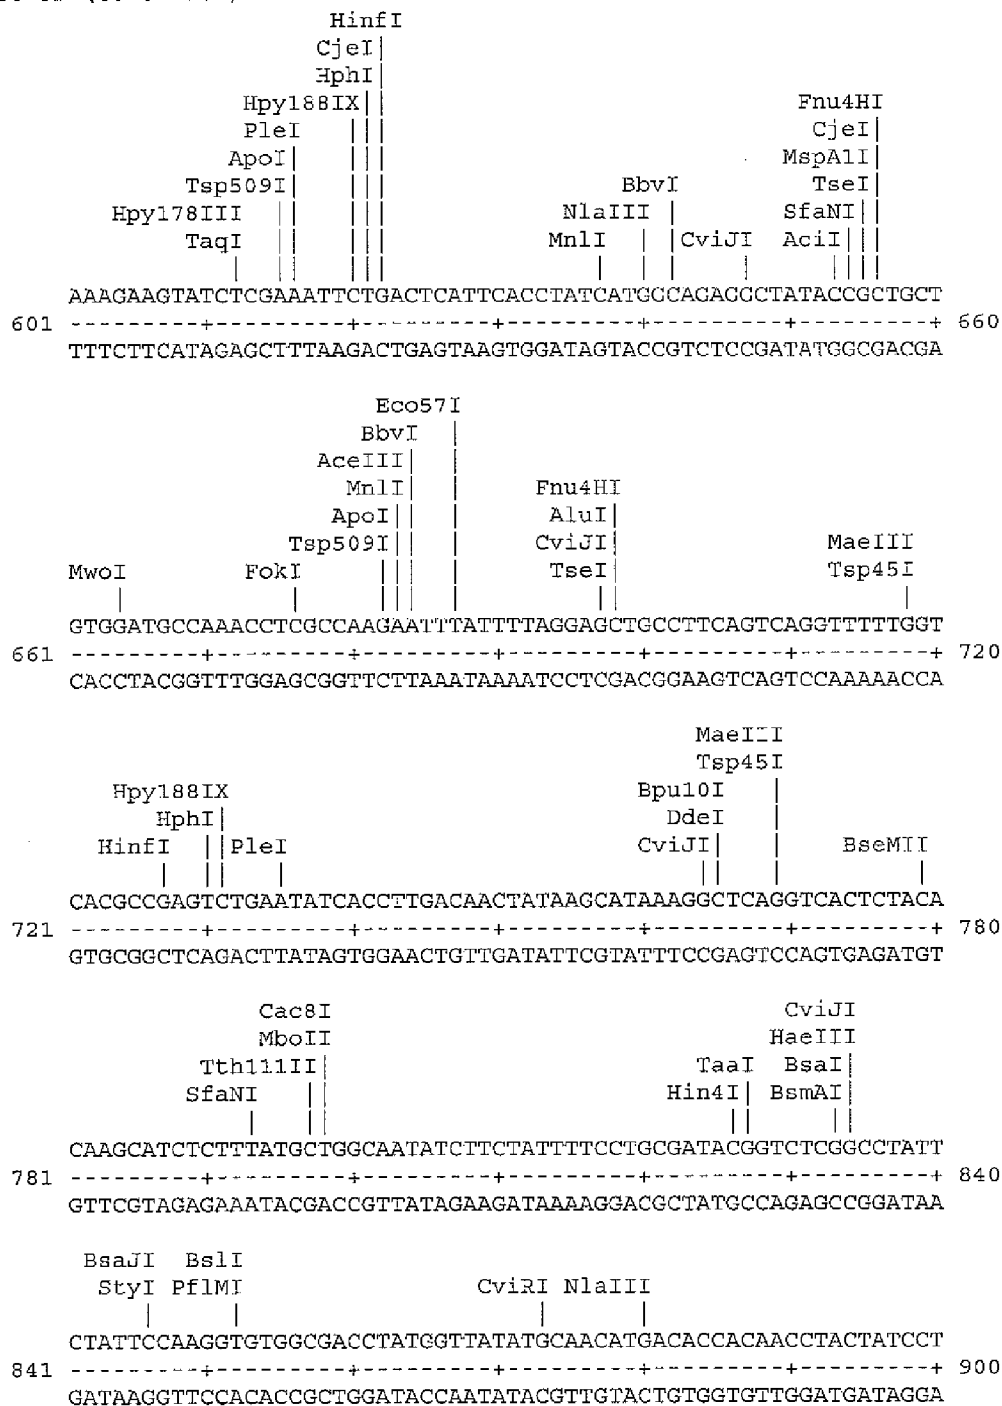 HinfI
CjeI
HphI
Hpy188IX Fnu4HI
PleI CjeI
ApoI MspA1I
Tsp509I BbvI TseI
Hpy178III NlaIII SfaNI
TaqI MnlI CviJI AciI
AAAGAAGTATCTCGAAATTCTGACTCATTCACCTATCATGGCAGAGGCTATACCGCTGCT
601 ---------+---------+---------+---------+---------+---------+ 660
TTTCTTCATAGAGCTTTAAGACTGAGTAAGTGGATAGTACCGTCTCCGATATGGCGACGA
Eco57I
BbvI
AceIII
MnlI Fnu4HI
ApoI AluI
Tsp509I CviJI MaeIII
MwoI FokI TseI Tsp45I
GTGGATGCCAAACCTCGCCAAGAATTTATTTTAGGAGCTGCCTTCAGTCAGGTTTTTGGT
661 ---------+---------+---------+---------+---------+---------+ 720
CACCTACGGTTTGGAGCGGTTCTTAAATAAAATCCTCGACGGAAGTCAGTCCAAAAACCA
MaeIII
Tsp45I
Hpy188IX Bpu10I
HphI DdeI
HinfI PleI CviJI BseMII
CACGCCGAGTCTGAATATCACCTTGACAACTATAAGCATAAAGGCTCAGGTCACTCTACA
721 ---------+---------+---------+---------+---------+---------+ 780
GTGCGGCTCAGACTTATAGTGGAACTGTTGATATTCGTATTTCCGAGTCCAGTGAGATGT
Cac8I CviJI
MboII HaeIII
Tth111II TaaI BsaI
SfaNI Hin4I BsmAI
CAAGCATCTCTTTATGCTGGCAATATCTTCTATTTTCCTGCGATACGGTCTCGGCCTATT
781 ---------+---------+---------+---------+---------+---------+ 840
GTTCGTAGAGAAATACGACCGTTATAGAAGATAAAAGGACGCTATGCCAGAGCCGGATAA
BsaJI BslI
StyI PflMI CviRI NlaIII
CTATTCCAAGGTGTGGCGACCTATGGTTATATGCAACATGACACCACAACCTACTATCCT
841 ---------+---------+---------+---------+---------+---------+ 900
GATAAGGTTCCACACCGCTGGATACCAATATACGTTGTACTGTGGTGTTGGATGATAGGA